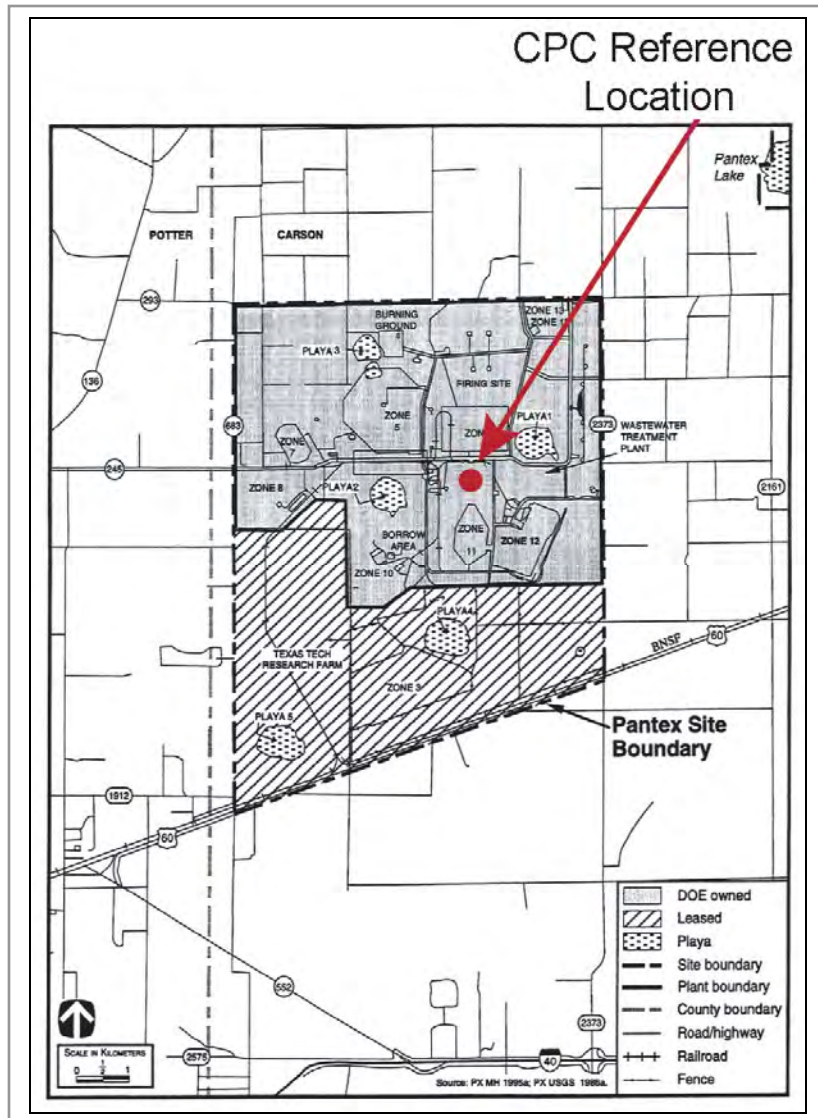 CPC Reference
Location
Pantex
Lake
POTTER
CARSON
293
BURNING
GROUND
ZONE 13
PLAYA 3
136
FIRING SITE
683
ZONE
5
ZONE
PLAYA1
2373
WASTEWATER
TREATMENT
PLANT
ZONE
7
245
ZONE 8
PLAYA2
2161
BORROW
AREA
ZONE
11
ZONE 12
ZONE 10
PLAYA4
BNSF
60
TEXAS TECH
RESEARCH FARM
ZONE 3
PLAYA 5
Pantex Site
Boundary
1912
60
DOE owned
Leased
Playa
Site boundary
Plant boundary
County boundary
Road/highway
Railroad
Fence
552
2373
SCALE IN KILOMETERS
0
1
2575
40
Source: PX MH 1995a; PX USGS 1986a.